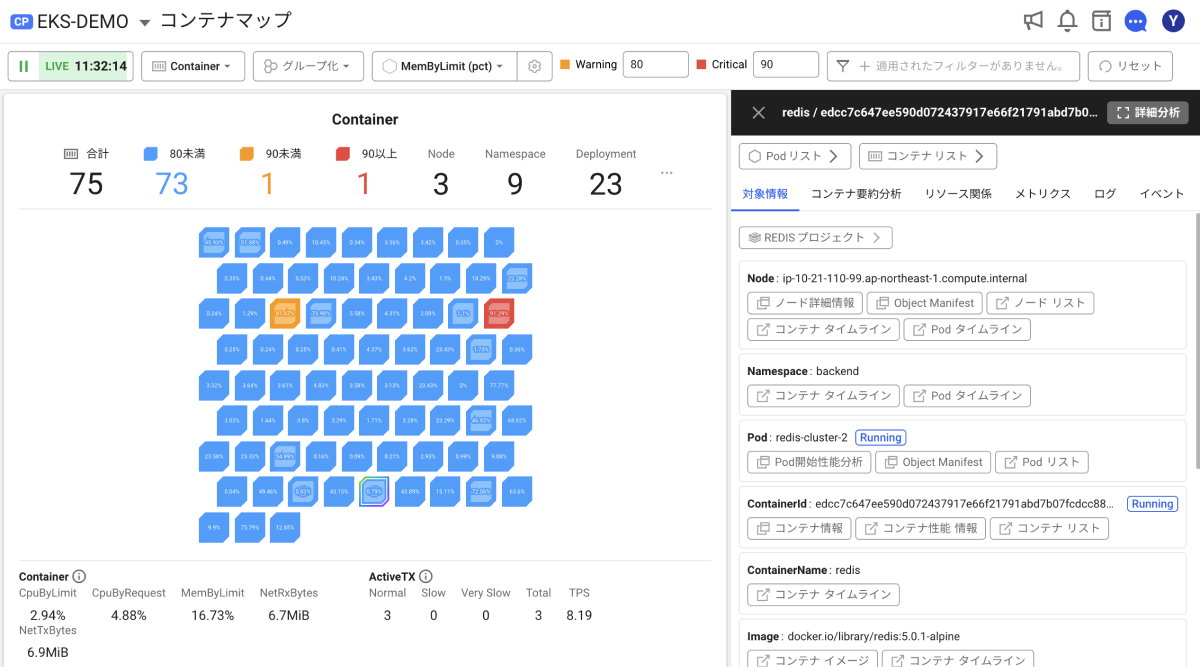 CP EKS-DEMO コンテナマップ
Y
LIVE 11:32:14 Container グループ化 MemByLimit (pct) Warning 80 Critical 90 適用されたフィルターがありません。 リセット
Container
合計 80未満 90未満 90以上 Node Namespace Deployment
75 73 1 1 3 9 23 ...
51.88% 0.49% 10.45% 0.34% 3.36% 3.42% 0.35% 0%
0.35% 0.44% 10.24% 3.43% 4.2% 1.5% 18.29% 22.28%
0.24% 1.29% 5.58% 4.31% 2.09% 91.29%
0.25% 0.24% 0.25% 0.41% 4.37% 3.62% 23.43% 1.73% 0.36%
3.32% 3.64% 3.61% 4.83% 3.58% 3.13% 23.43% 0% 77.77%
3.03% 1.44% 3.8% 3.29% 1.71% 3.28% 23.29% 46.82% 68.62%
23.58% 23.33% 54.89% 0.16% 0.09% 0.21% 2.93% 0.99% 9.08%
0.04% 49.46% 0.82% 43.15% 0.79% 43.89% 15.11% 63.6%
9.9% 75.79% 12.85%
Container
CpuByLimit CpuByRequest MemByLimit NetRxBytes
2.94% 4.88% 16.73% 6.7MiB
NetTxBytes
6.9MiB
ActiveTX
Normal Slow Very Slow Total TPS
3 0 0 3 8.19
redis / edcc7c647ee590d072437917e66f21791abd7b0... 詳細分析
Pod リスト コンテナ リスト
対象情報 コンテナ要約分析 リソース関係 メトリクス ログ イベント
REDIS プロジェクト
Node : ip-10-21-110-99.ap-northeast-1.compute.internal
ノード詳細情報 Object Manifest ノード リスト
コンテナ タイムライン Pod タイムライン
Namespace : backend
コンテナ タイムライン Pod タイムライン
Pod : redis-cluster-2 Running
Pod開始性能分析 Object Manifest Pod リスト
ContainerId : edcc7c647ee590d072437917e66f21791abd7b07fcdcc88... Running
コンテナ情報 コンテナ性能 情報 コンテナ リスト
ContainerName : redis
コンテナ タイムライン
Image : docker.io/library/redis:5.0.1-alpine
コンテナ イメージ コンテナ タイムライン